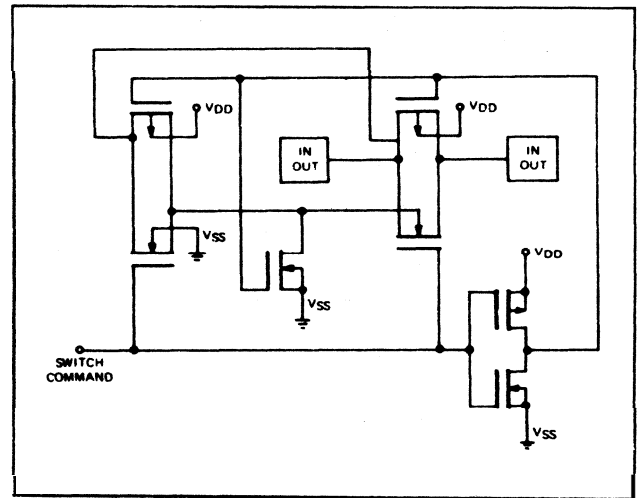 VDD
VDD
IN
OUT
IN
OUT
VSS
VDD
VSS
SWITCH
COMMAND
VSS